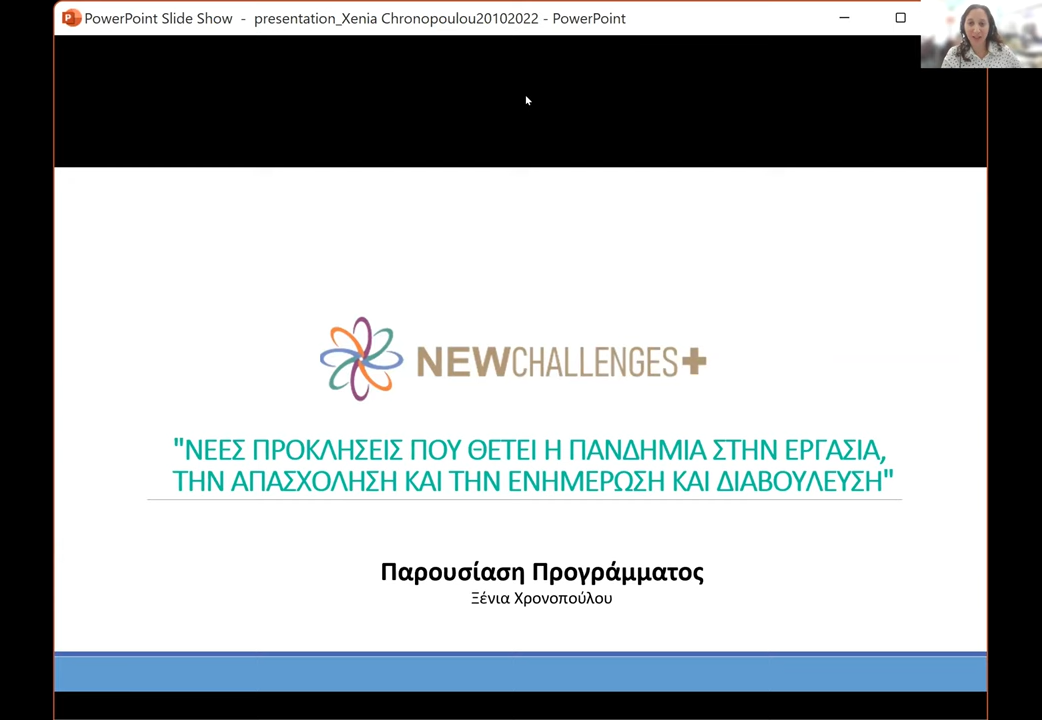 PowerPoint Slide Show - presentation_Xenia Chronopoulou20102022 - PowerPoint
NEWCHALLENGES+
"ΝΕΕΣ ΠΡΟΚΛΗΣΕΙΣ ΠΟΥ ΘΕΤΕΙ Η ΠΑΝΔΗΜΙΑ ΣΤΗΝ ΕΡΓΑΣΙΑ,
ΤΗΝ ΑΠΑΣΧΟΛΗΣΗ ΚΑΙ ΤΗΝ ΕΝΗΜΕΡΩΣΗ ΚΑΙ ΔΙΑΒΟΥΛΕΥΣΗ"
Παρουσίαση Προγράμματος
Ξένια Χρονοπούλου